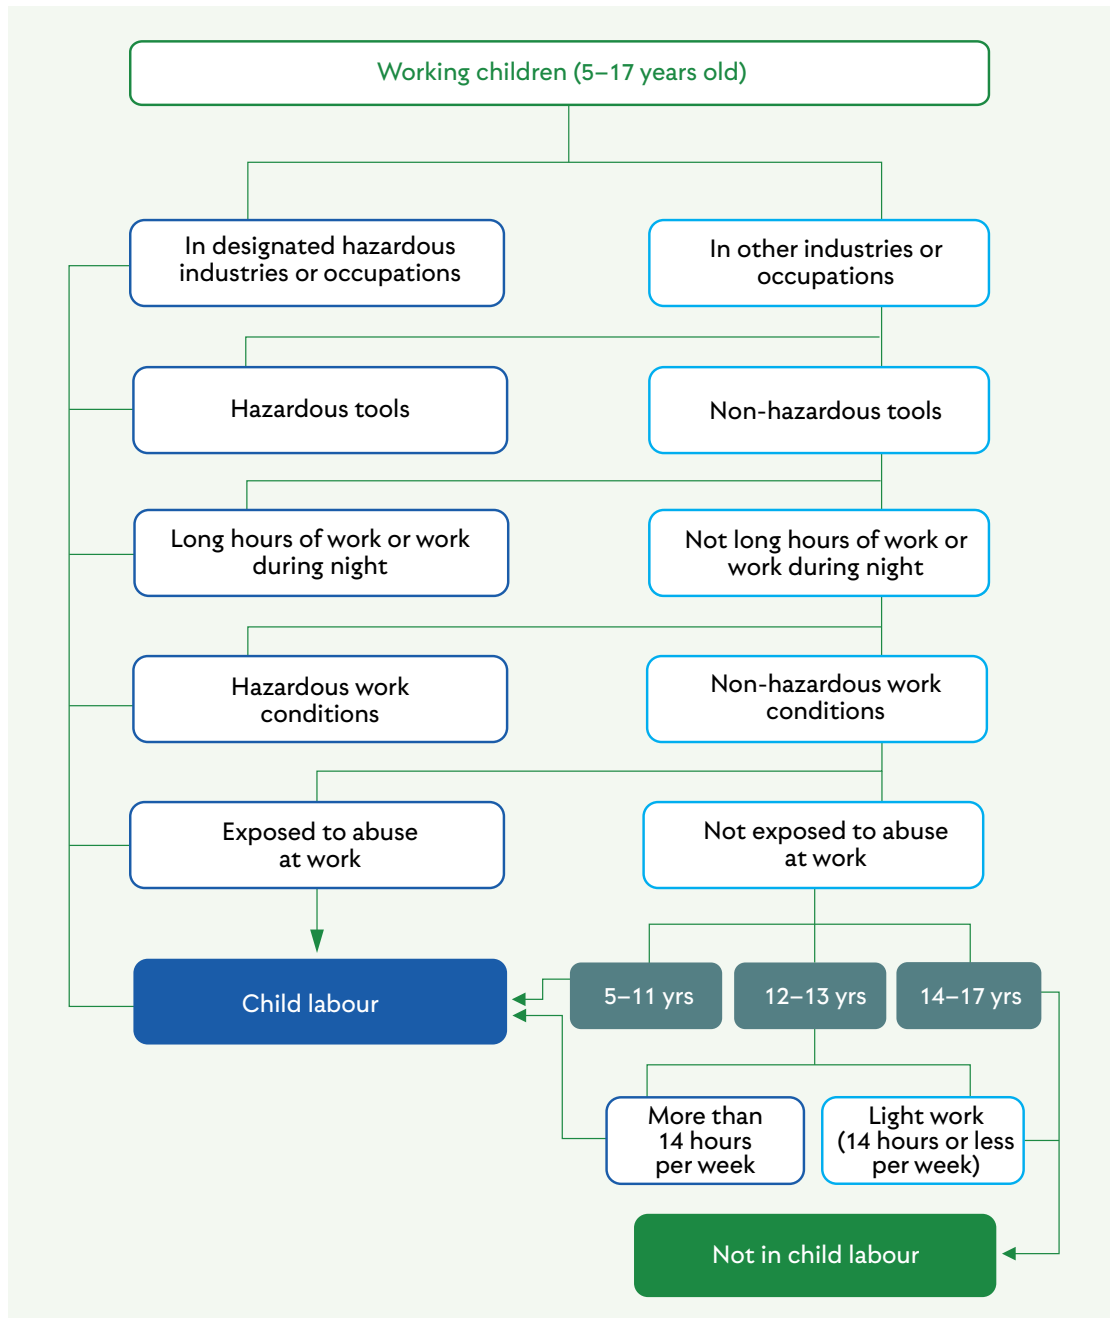 Working children (5–17 years old)
In designated hazardous
industries or occupations
In other industries or
occupations
Hazardous tools
Non-hazardous tools
Long hours of work or work
during night
Not long hours of work or
work during night
Hazardous work
conditions
Non-hazardous work
conditions
Exposed to abuse
at work
Not exposed to abuse
at work
Child labour
5–11 yrs
12–13 yrs
14–17 yrs
More than
14 hours
per week
Light work
(14 hours or less
per week)
Not in child labour